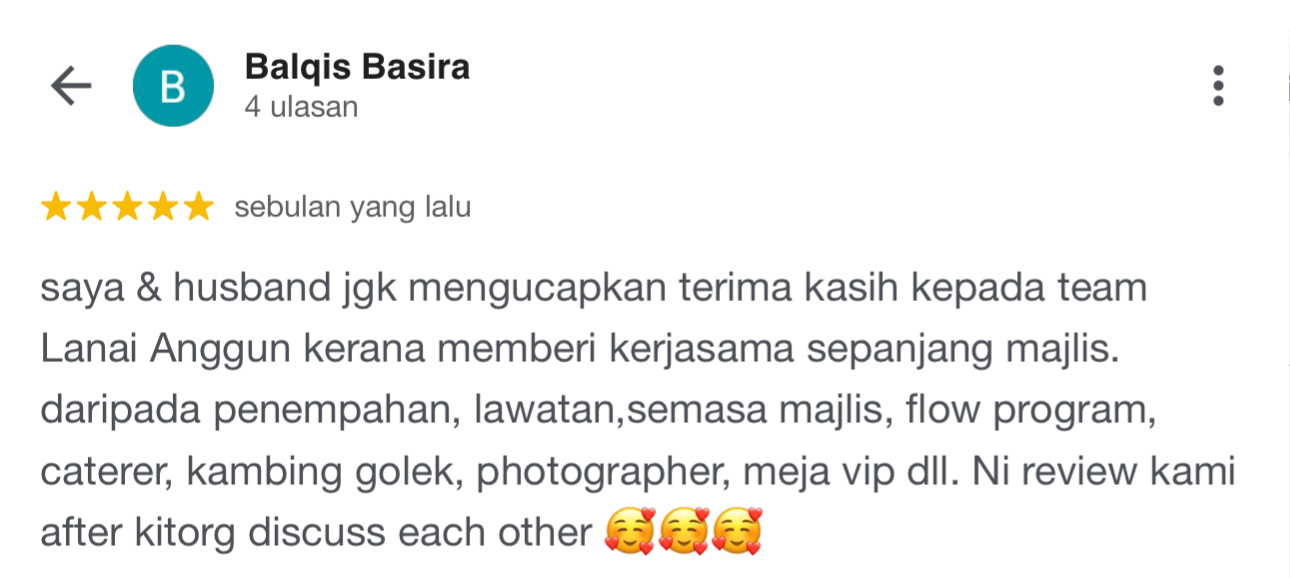 Balqis Basira
B
4 ulasan
sebulan yang lalu
saya & husband jgk mengucapkan terima kasih kepada team
Lanai Anggun kerana memberi kerjasama sepanjang majlis.
daripada penempahan, lawatan,semasa majlis, flow program,
caterer, kambing golek, photographer, meja vip dll. Ni review kami
after kitorg discuss each other 🥰🥰🥰